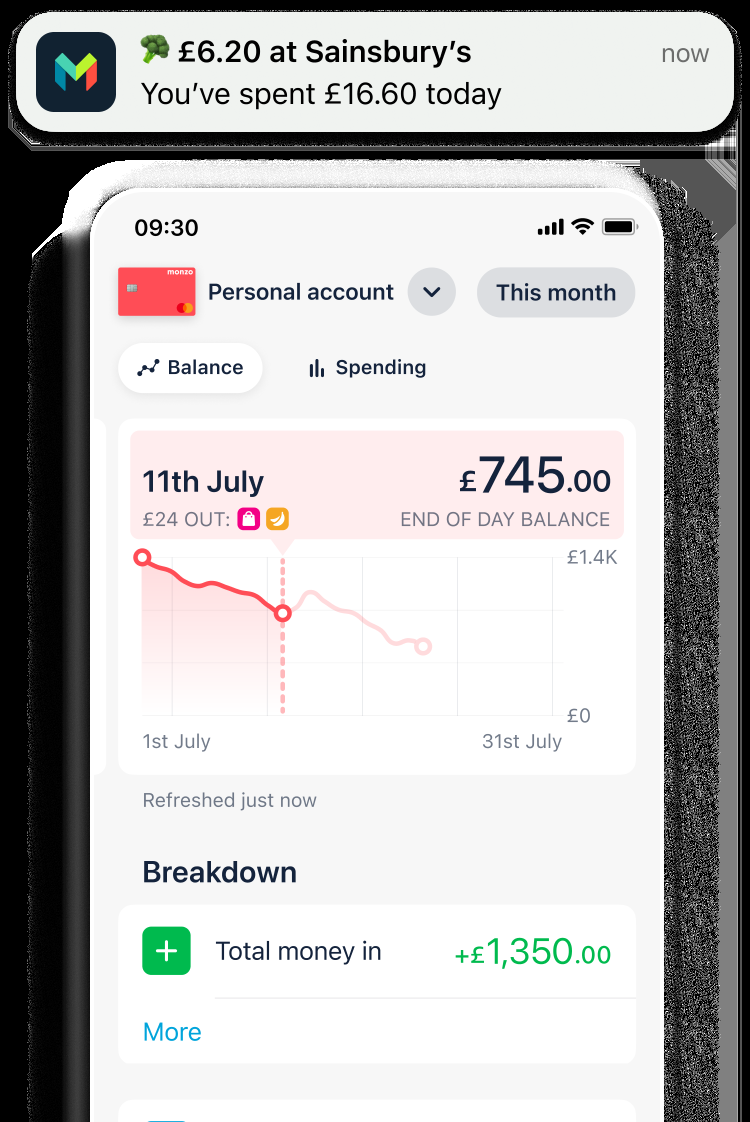 🥦 £6.20 at Sainsbury’s
now
You’ve spent £16.60 today
09:30
monzo
Personal account
This month
Balance
Spending
11th July
£745.00
£24 OUT:
END OF DAY BALANCE
£1.4K
£0
1st July
31st July
Refreshed just now
Breakdown
Total money in
+£1,350.00
More